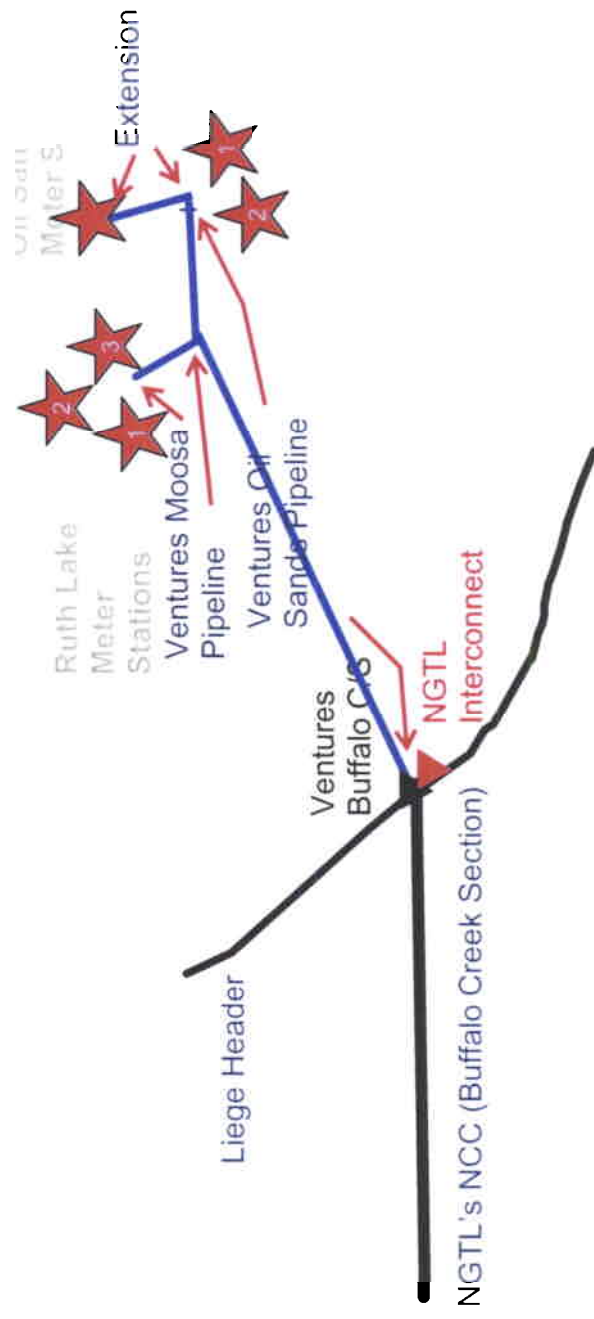 Meter S
Extension
2
3
1
1
2
Ruth Lake
Meter
Stations
Ventures Moosa
Pipeline
Ventures Oil
Sands Pipeline
Ventures
Buffalo C/S
NGTL
Interconnect
Liege Header
NGTL's NCC (Buffalo Creek Section)